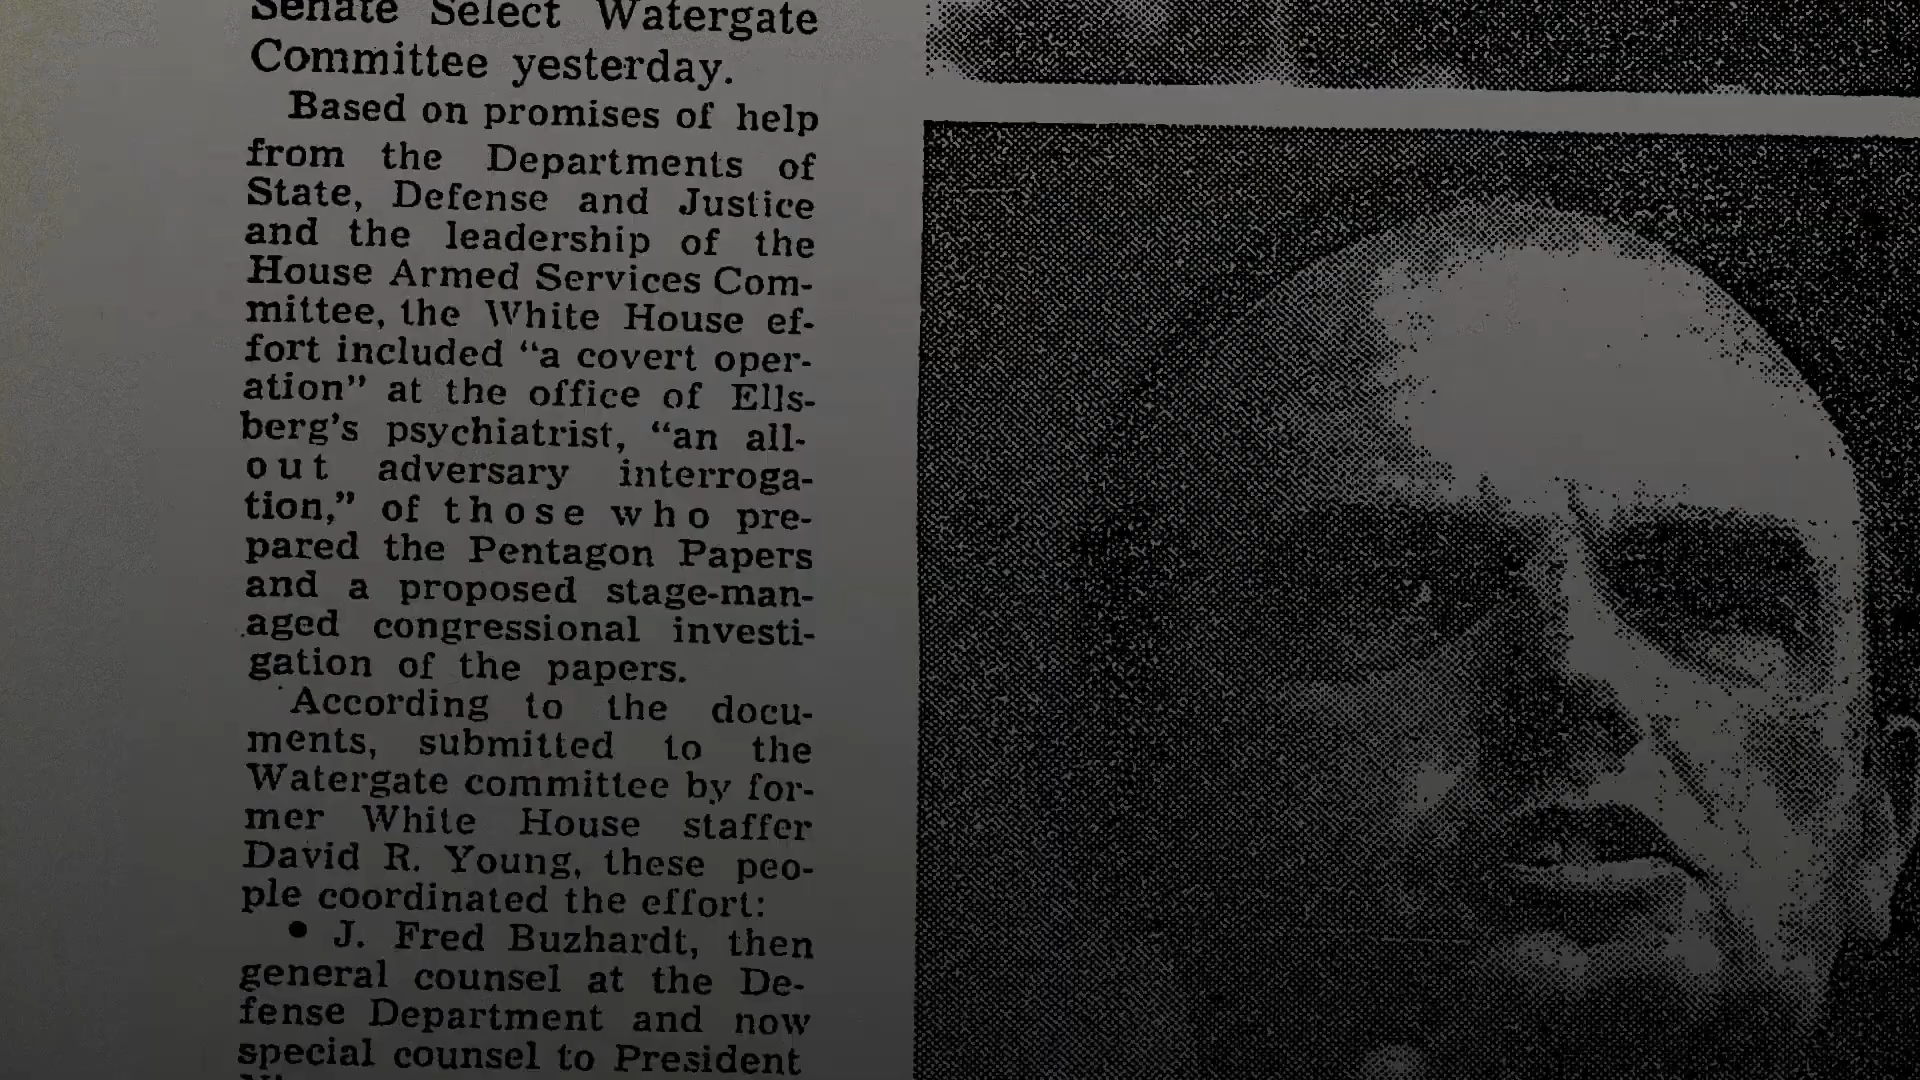 Senate Select Watergate
Committee yesterday.
Based on promises of help
from the Departments of
State, Defense and Justice
and the leadership of the
House Armed Services Com-
mittee, the White House ef-
fort included “a covert oper-
ation” at the office of Ells-
berg’s psychiatrist, “an all-
out adversary interroga-
tion,” of those who pre-
pared the Pentagon Papers
and a proposed stage-man-
aged congressional investi-
gation of the papers.
According to the docu-
ments, submitted to the
Watergate committee by for-
mer White House staffer
David R. Young, these peo-
ple coordinated the effort:
• J. Fred Buzhardt, then
general counsel at the De-
fense Department and now
special counsel to President